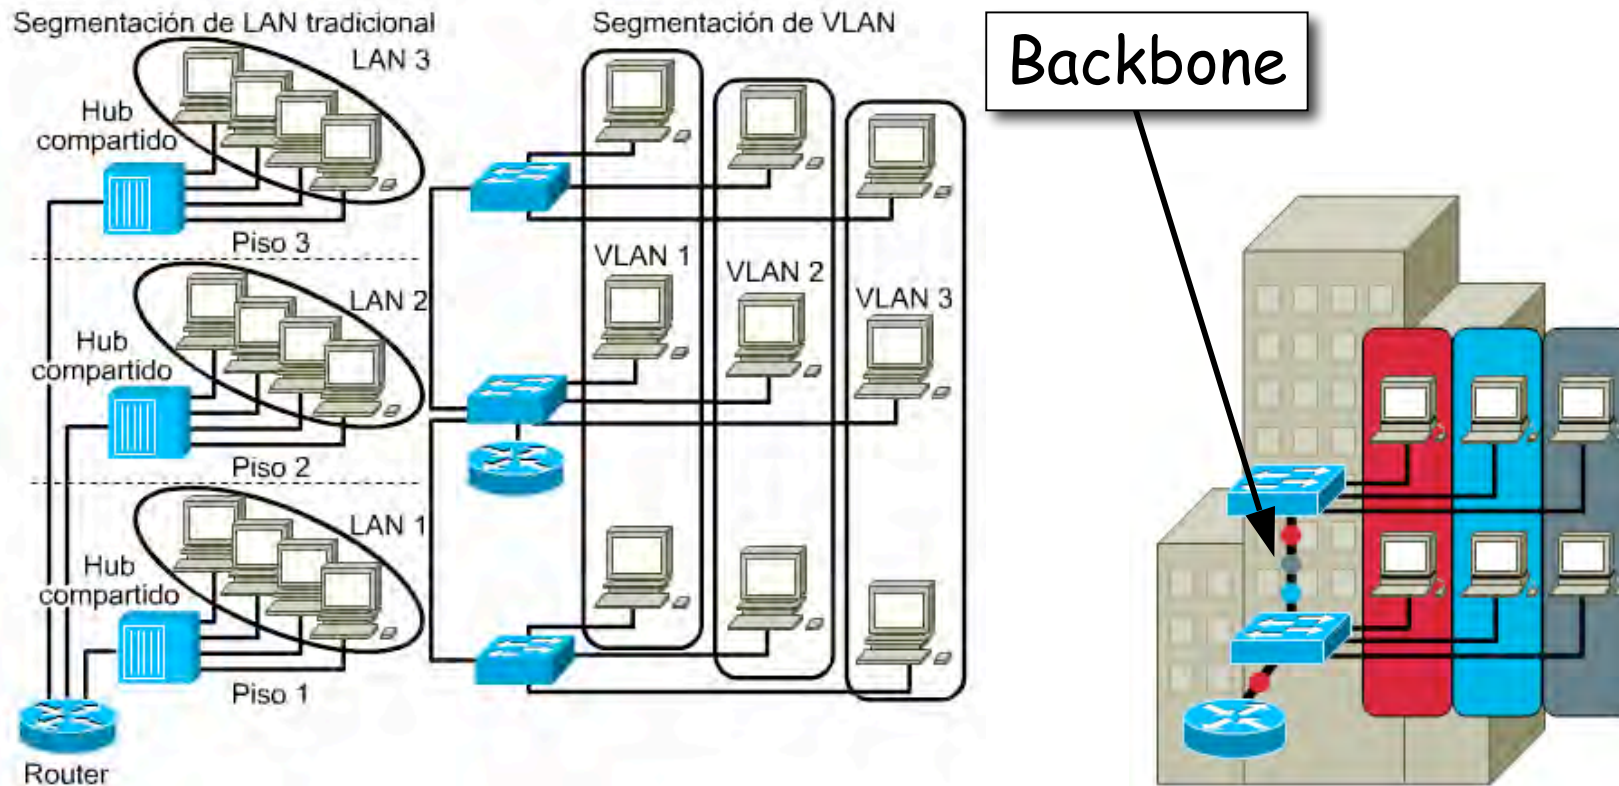 Segmentación de LAN tradicional
LAN 3
Hub
compartido
Piso 3
LAN 2
Hub
compartido
Piso 2
LAN 1
Hub
compartido
Piso 1
Router
Segmentación de VLAN
VLAN 1
VLAN 2
VLAN 3
Backbone